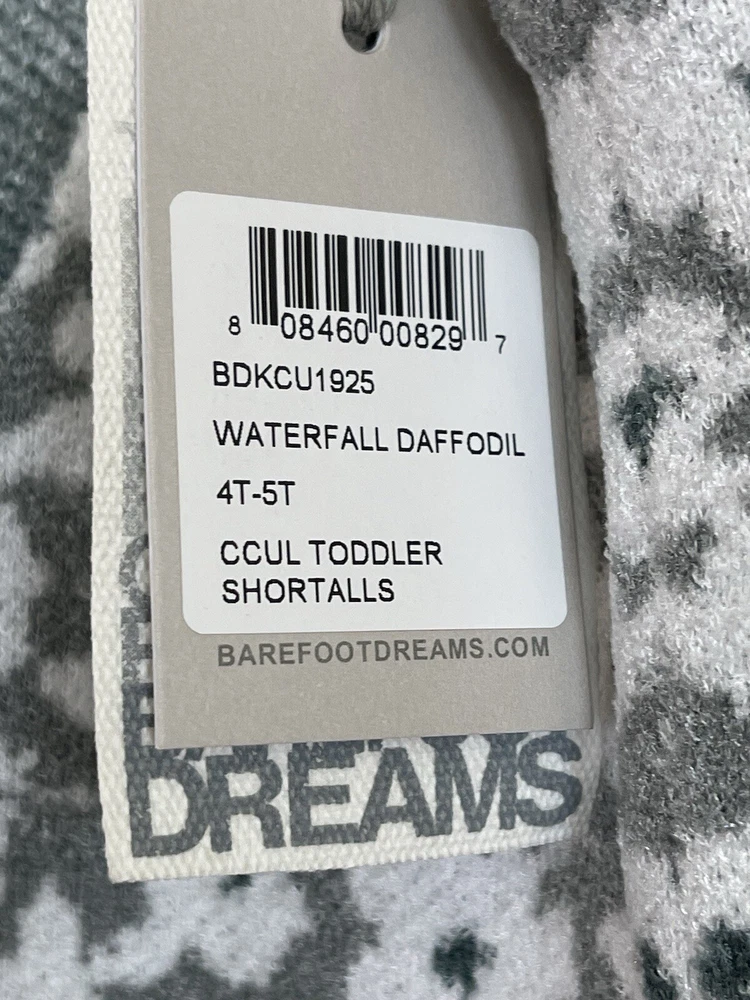 8 08460 00829 7
BDKCU1925
WATERFALL DAFFODIL
4T-5T
CCUL TODDLER
SHORTALLS
BAREFOOTDREAMS.COM
DREAMS